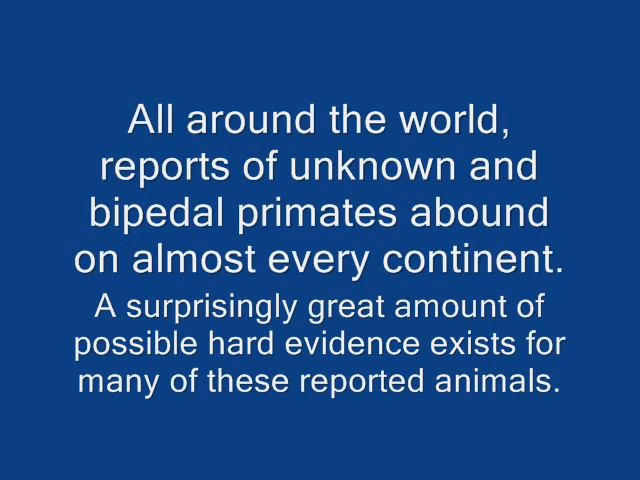 All around the world,
reports of unknown and
bipedal primates abound
on almost every continent.
A surprisingly great amount of
possible hard evidence exists for
many of these reported animals.